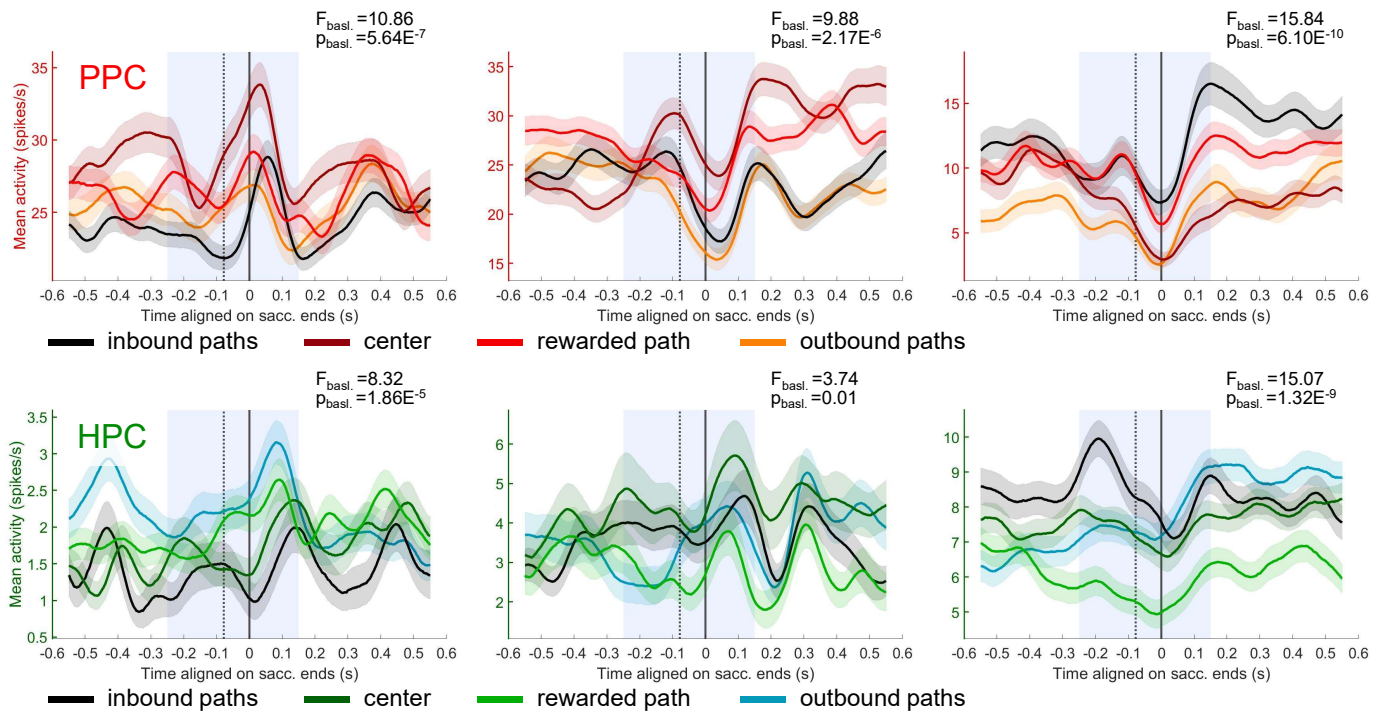 F_basl.=10.86
p_basl.=5.64E^-7
F_basl.=9.88
p_basl.=2.17E^-6
F_basl.=15.84
p_basl.=6.10E^-10
PPC
Mean activity (spikes/s)
35
30
25
35
30
25
20
15
15
10
5
-0.6 -0.5 -0.4 -0.3 -0.2 -0.1 0 0.1 0.2 0.3 0.4 0.5 0.6
-0.6 -0.5 -0.4 -0.3 -0.2 -0.1 0 0.1 0.2 0.3 0.4 0.5 0.6
-0.6 -0.5 -0.4 -0.3 -0.2 -0.1 0 0.1 0.2 0.3 0.4 0.5 0.6
Time aligned on sacc. ends (s)
Time aligned on sacc. ends (s)
Time aligned on sacc. ends (s)
inbound paths center rewarded path outbound paths
F_basl.=8.32
p_basl.=1.86E^-5
F_basl.=3.74
p_basl.=0.01
F_basl.=15.07
p_basl.=1.32E^-9
HPC
Mean activity (spikes/s)
3.5
3
2.5
2
1.5
1
0.5
6
5
4
3
2
10
9
8
7
6
5
-0.6 -0.5 -0.4 -0.3 -0.2 -0.1 0 0.1 0.2 0.3 0.4 0.5 0.6
-0.6 -0.5 -0.4 -0.3 -0.2 -0.1 0 0.1 0.2 0.3 0.4 0.5 0.6
-0.6 -0.5 -0.4 -0.3 -0.2 -0.1 0 0.1 0.2 0.3 0.4 0.5 0.6
Time aligned on sacc. ends (s)
Time aligned on sacc. ends (s)
Time aligned on sacc. ends (s)
inbound paths center rewarded path outbound paths